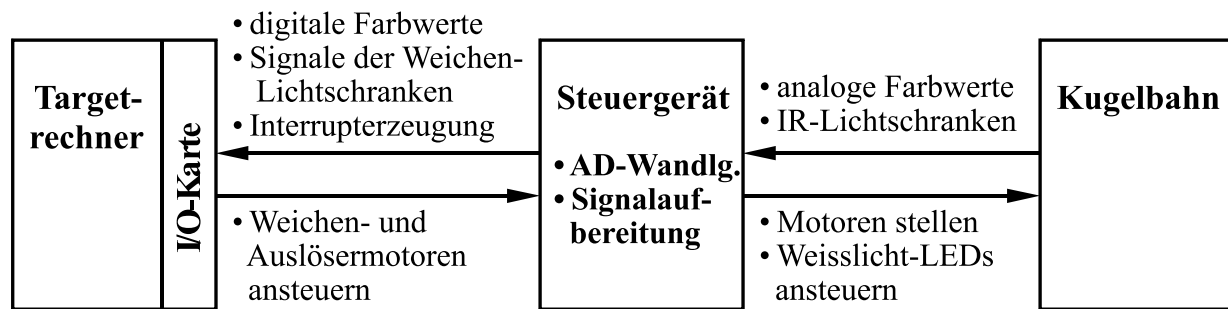 Target-
rechner
I/O-Karte
• digitale Farbwerte
• Signale der Weichen-
Lichtschranken
• Interrupterzeugung
• Weichen- und
Auslösermotoren
ansteuern
Steuergerät
• AD-Wandlg.
• Signalauf-
bereitung
• analoge Farbwerte
• IR-Lichtschranken
• Motoren stellen
• Weisslicht-LEDs
ansteuern
Kugelbahn